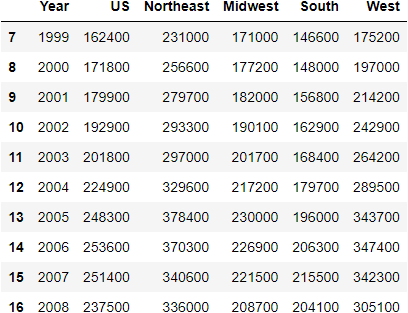 Year US Northeast Midwest South West
7 1999 162400 231000 171000 146600 175200
8 2000 171800 256600 177200 148000 197000
9 2001 179900 279700 182000 156800 214200
10 2002 192900 293300 190100 162900 242900
11 2003 201800 297000 201700 168400 264200
12 2004 224900 329600 217200 179700 289500
13 2005 248300 378400 230000 196000 343700
14 2006 253600 370300 226900 206300 347400
15 2007 251400 340600 221500 215500 342300
16 2008 237500 336000 208700 204100 305100